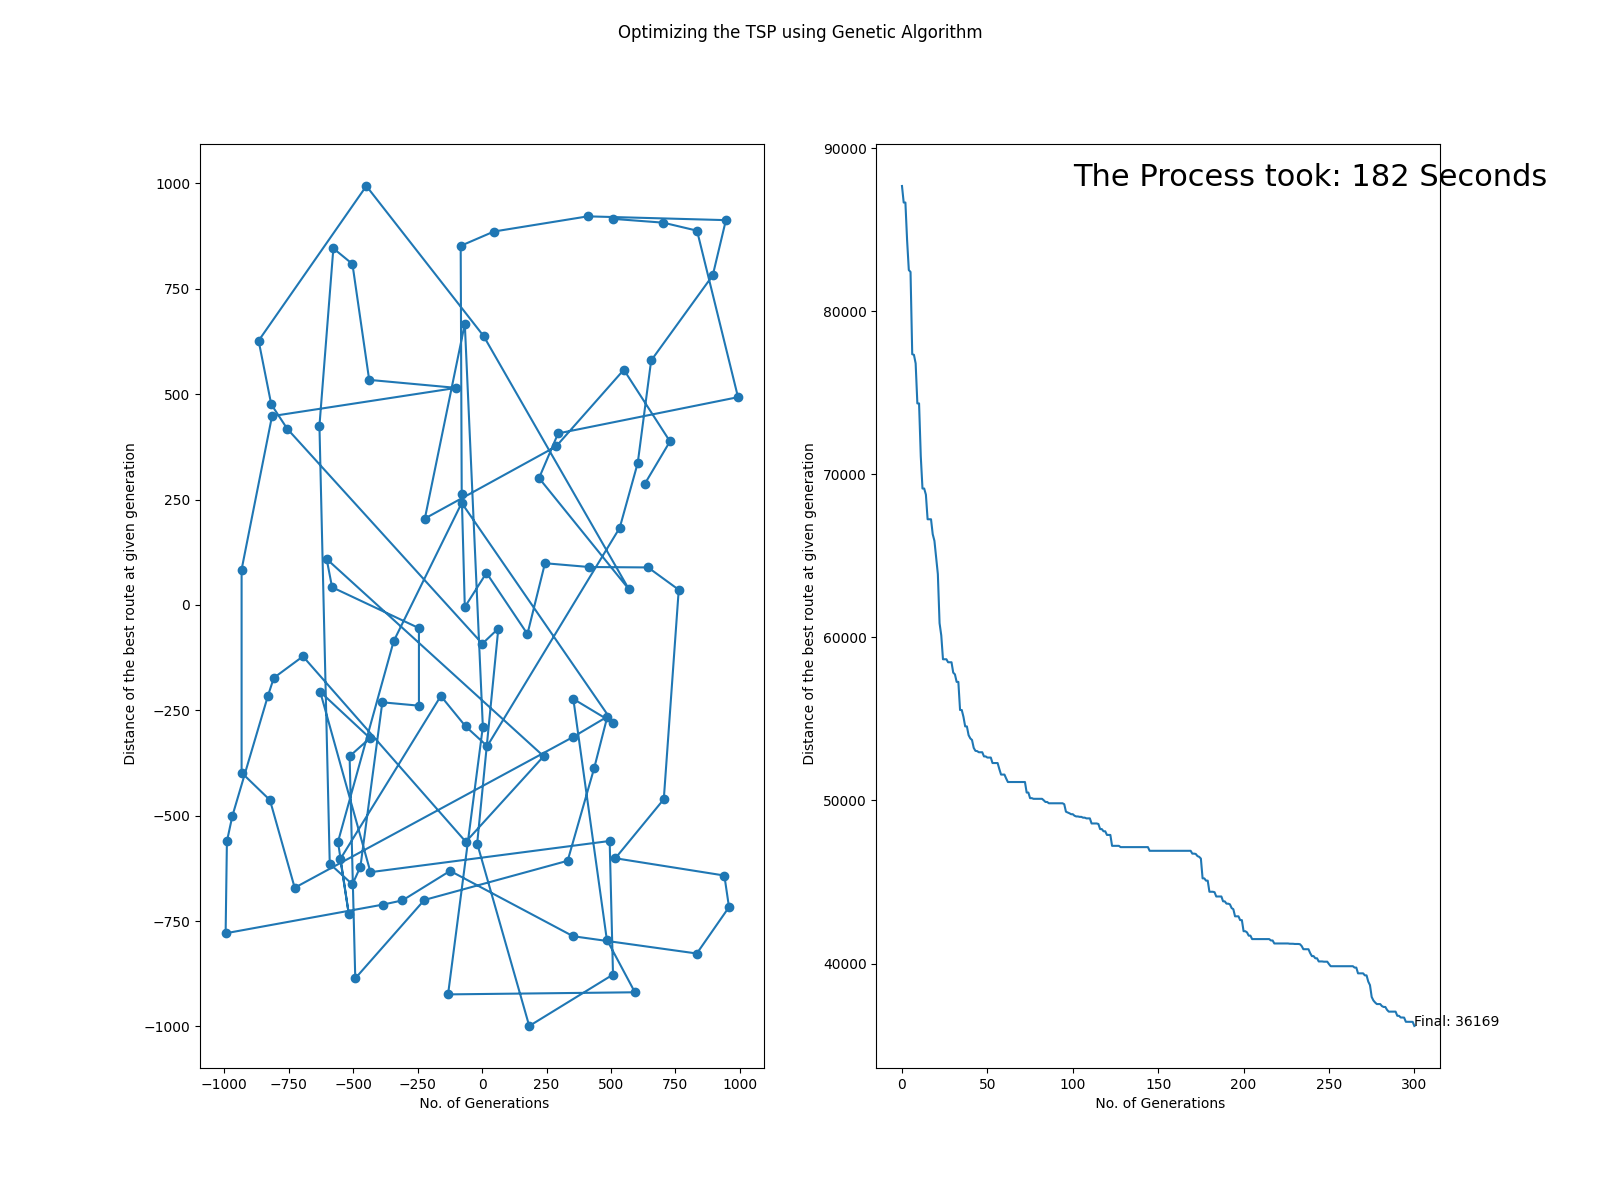 Optimizing the TSP using Genetic Algorithm
Distance of the best route at given generation
1000
750
500
250
0
−250
−500
−750
−1000
−1000 −750 −500 −250 0 250 500 750 1000
No. of Generations
Distance of the best route at given generation
90000
80000
70000
60000
50000
40000
The Process took: 182 Seconds
Final: 36169
0 50 100 150 200 250 300
No. of Generations